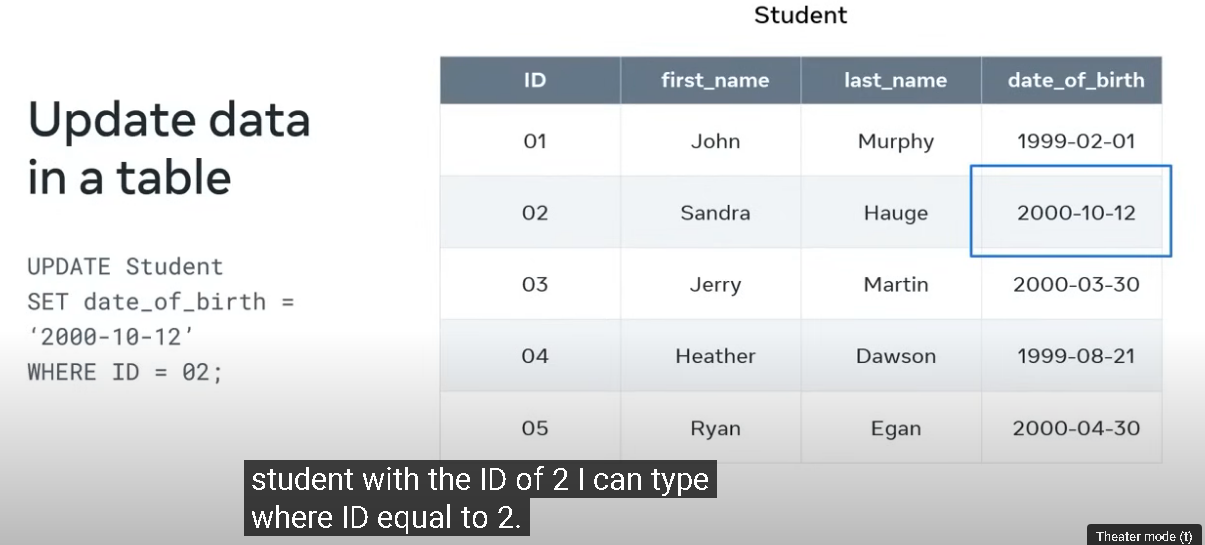 Student
Update data
in a table
UPDATE Student
SET date_of_birth =
‘2000-10-12’
WHERE ID = 02;
ID first_name last_name date_of_birth
01 John Murphy 1999-02-01
02 Sandra Hauge 2000-10-12
03 Jerry Martin 2000-03-30
04 Heather Dawson 1999-08-21
05 Ryan Egan 2000-04-30
student with the ID of 2 I can type
where ID equal to 2.
Theater mode (t)